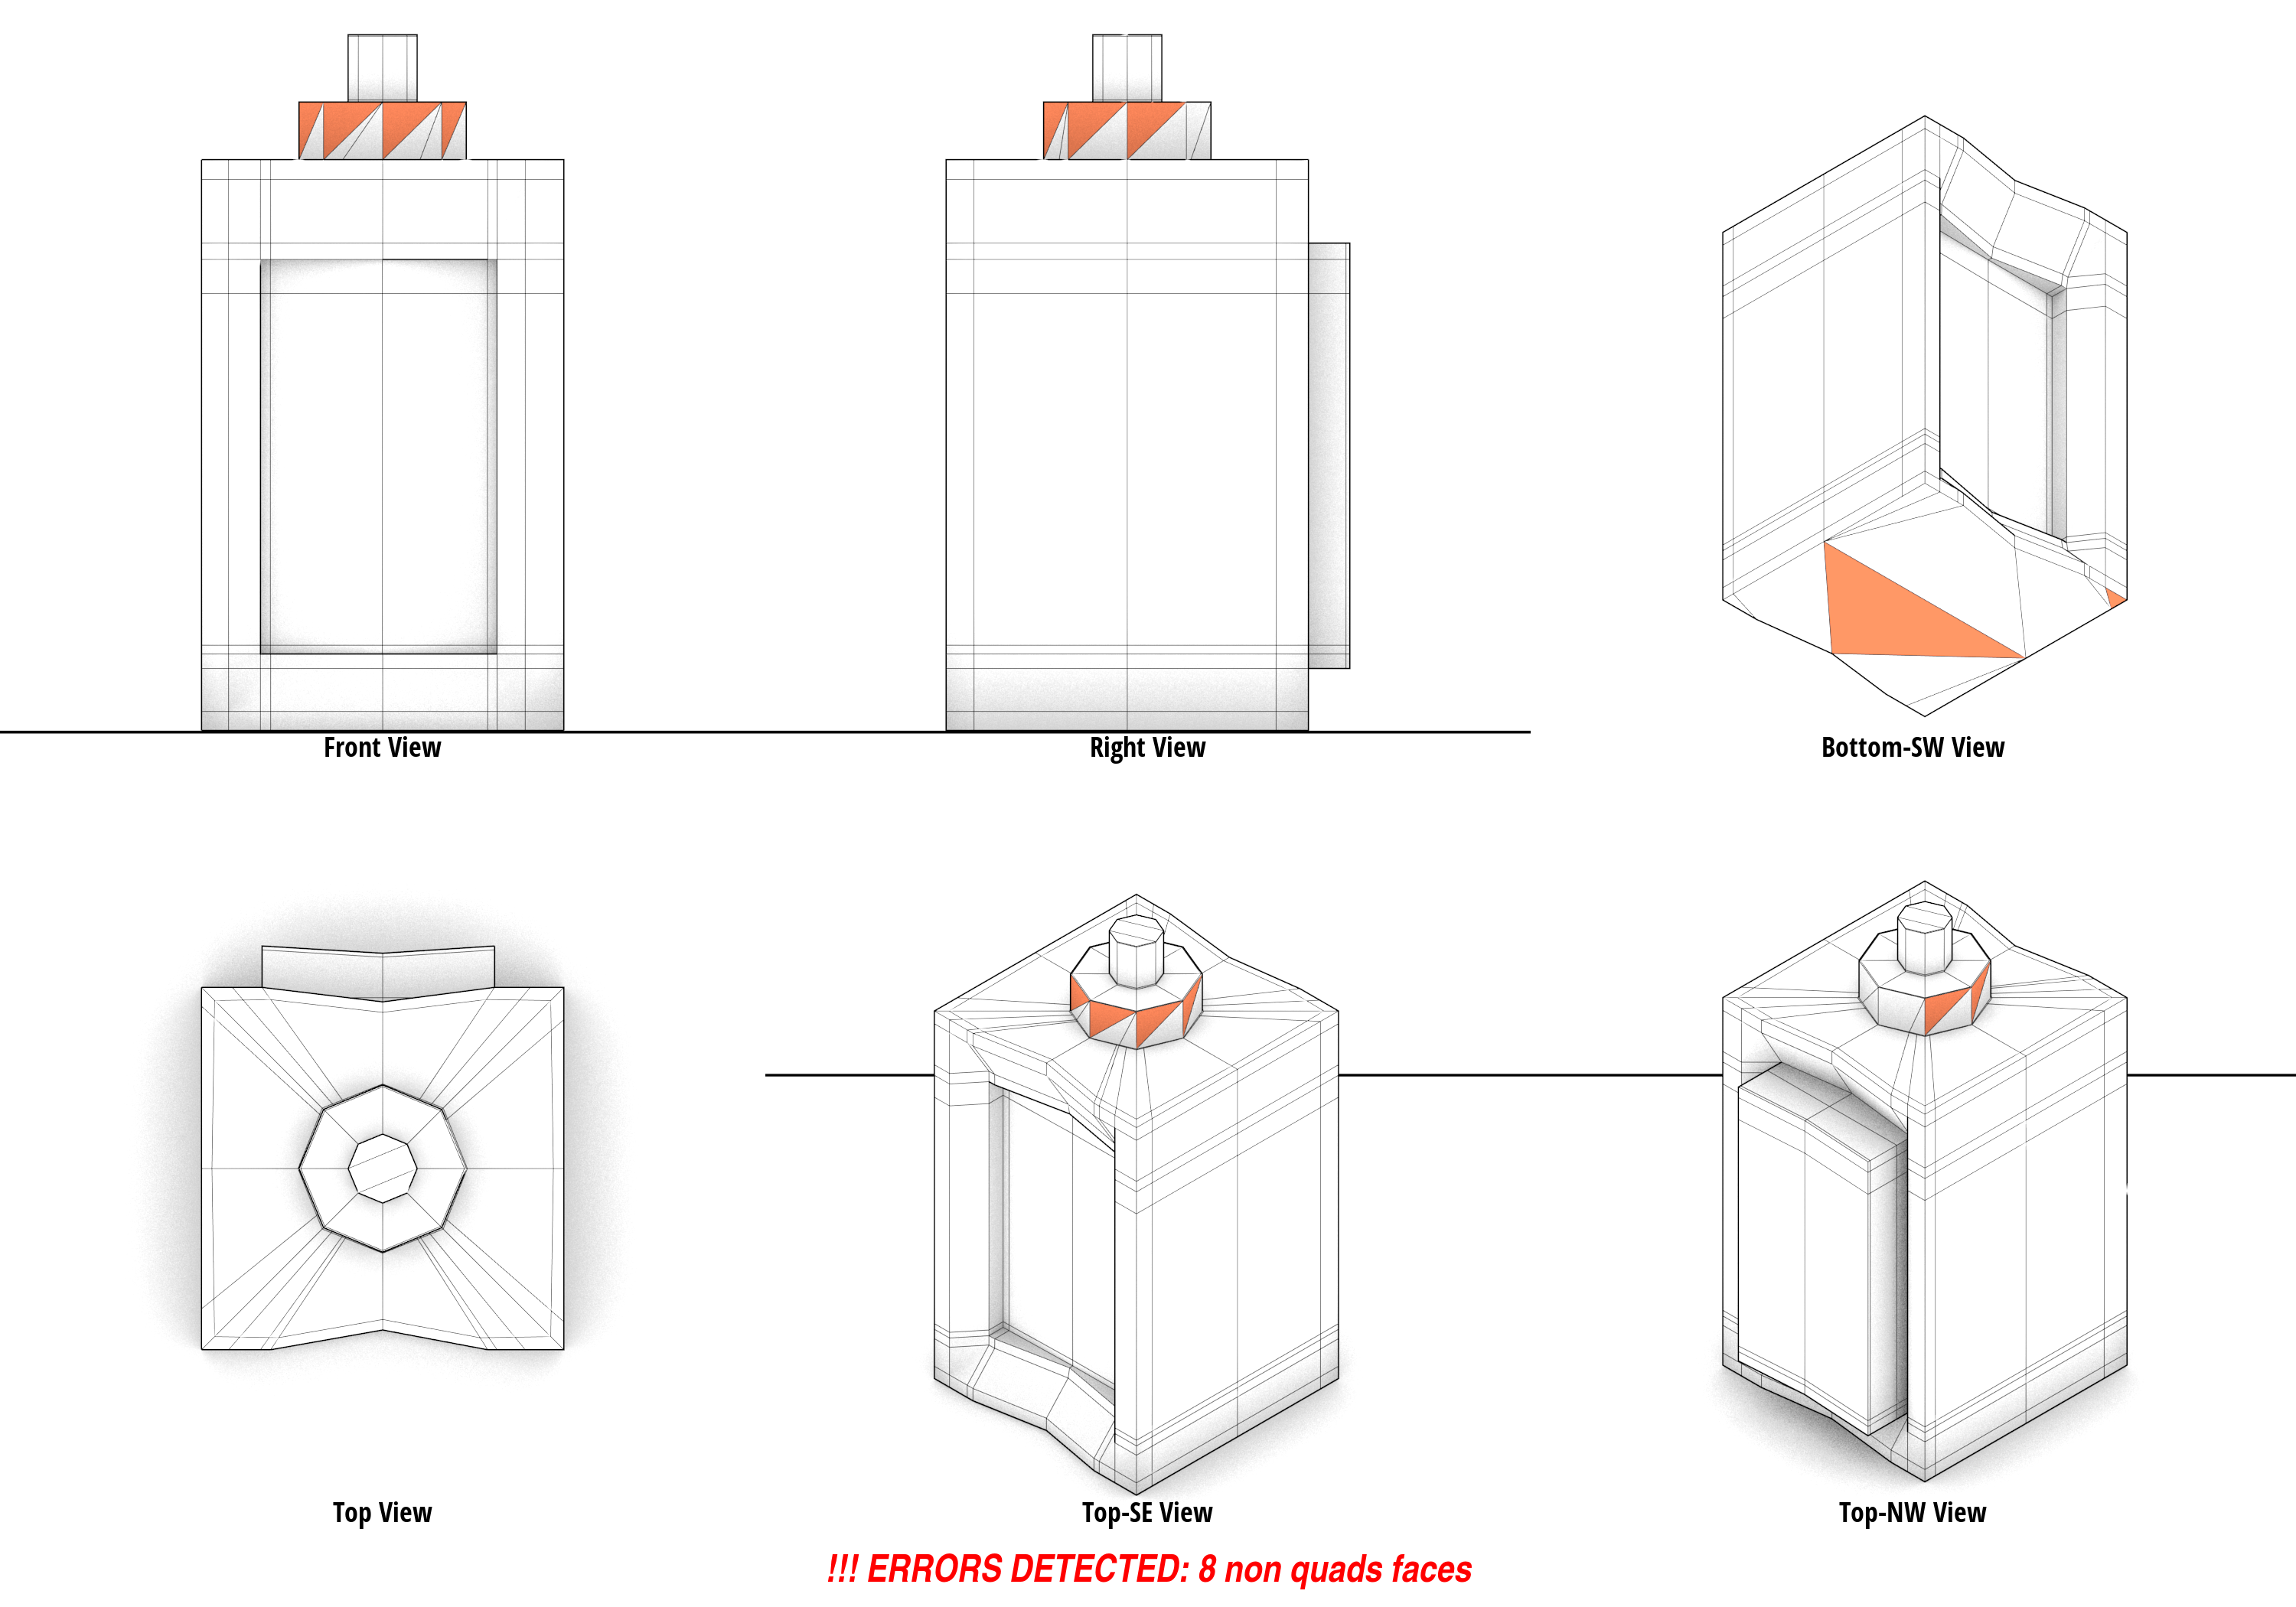 Front View
Right View
Bottom-SW View
Top View
Top-SE View
Top-NW View
!!! ERRORS DETECTED: 8 non quads faces